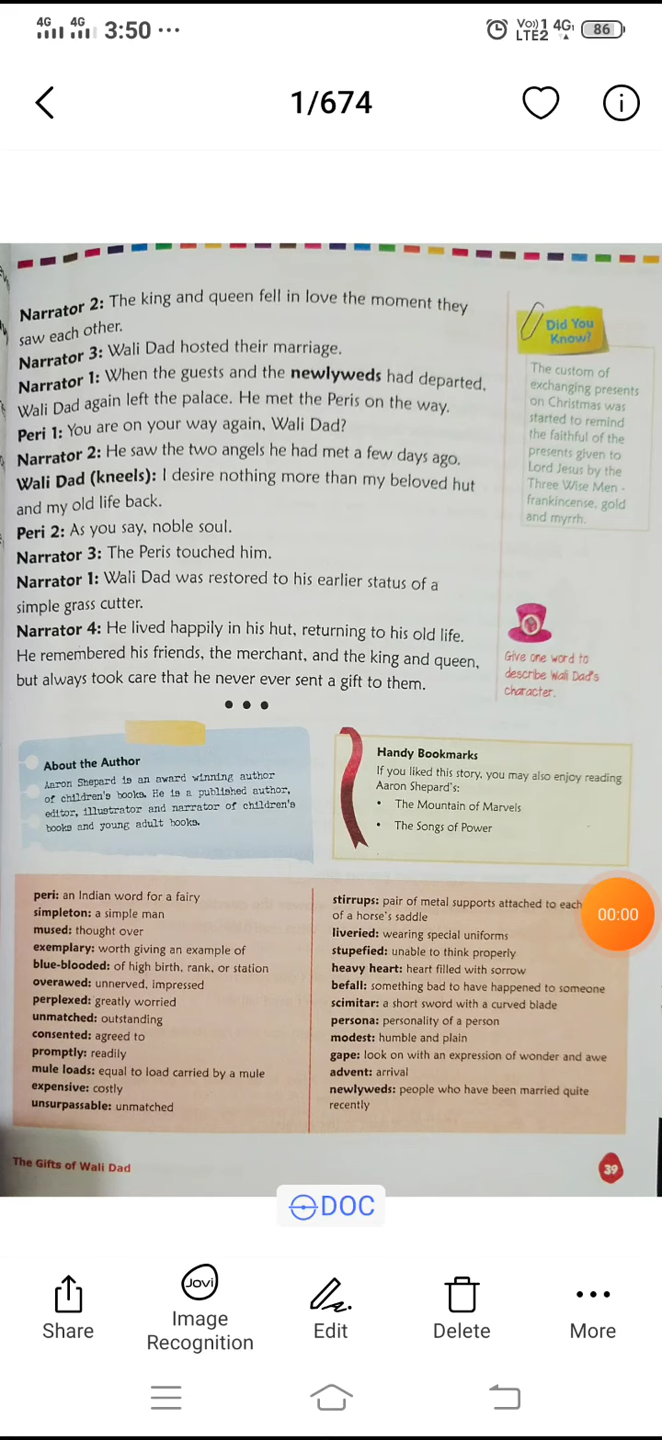 4G 4G 3:50 ••• Vo)) 1 4G LTE2 86
1/674
Narrator 2: The king and queen fell in love the moment they
saw each other.
Narrator 3: Wali Dad hosted their marriage.
Narrator 1: When the guests and the newlyweds had departed,
Wali Dad again left the palace. He met the Peris on the way.
Peri 1: You are on your way again, Wali Dad?
Narrator 2: He saw the two angels he had met a few days ago.
Wali Dad (kneels): I desire nothing more than my beloved hut
and my old life back.
Peri 2: As you say, noble soul.
Narrator 3: The Peris touched him.
Narrator 1: Wali Dad was restored to his earlier status of a
simple grass cutter.
Narrator 4: He lived happily in his hut, returning to his old life.
He remembered his friends, the merchant, and the king and queen,
but always took care that he never ever sent a gift to them.
•••
Did You
Know?
The custom of
exchanging presents
on Christmas was
started to remind
the faithful of the
presents given to
Lord Jesus by the
Three Wise Men -
frankincense, gold
and myrrh.
Give one word to
describe Wali Dad's
character.
About the Author
Aaron Shepard is an award winning author
of children's books. He is a published author,
editor, illustrator and narrator of children's
books and young adult books.
Handy Bookmarks
If you liked this story, you may also enjoy reading
Aaron Shepard's:
• The Mountain of Marvels
• The Songs of Power
peri: an Indian word for a fairy
simpleton: a simple man
mused: thought over
exemplary: worth giving an example of
blue-blooded: of high birth, rank, or station
overawed: unnerved, impressed
perplexed: greatly worried
unmatched: outstanding
consented: agreed to
promptly: readily
mule loads: equal to load carried by a mule
expensive: costly
unsurpassable: unmatched
stirrups: pair of metal supports attached to each
of a horse's saddle
liveried: wearing special uniforms
stupefied: unable to think properly
heavy heart: heart filled with sorrow
befall: something bad to have happened to someone
scimitar: a short sword with a curved blade
persona: personality of a person
modest: humble and plain
gape: look on with an expression of wonder and awe
advent: arrival
newlyweds: people who have been married quite
recently
00:00
The Gifts of Wali Dad
39
DOC
Share
Jovi
Image
Recognition
Edit
Delete
More